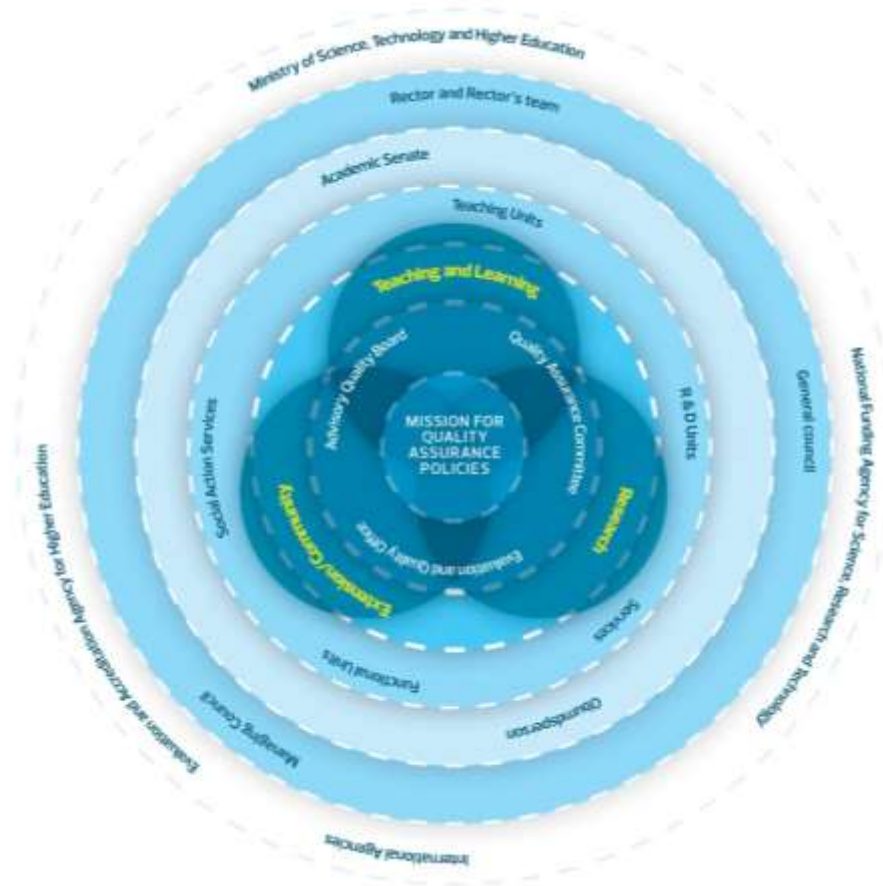 Ministry of Science, Technology and Higher Education
Rector and Rector's team
Academic Senate
Teaching Units
Teaching and Learning
Advisory Quality Board
Quality Assurance Committee
MISSION FOR
QUALITY
ASSURANCE
POLICIES
Social Action Services
R & D Units
General council
National Funding Agency for Science, Research and Technology
Evaluation and Accreditation Agency for Higher Education
Extension/Community
Research
Evaluation and Quality Office
Services
Functional Units
Managing Council
Obumdsperson
International Agencies